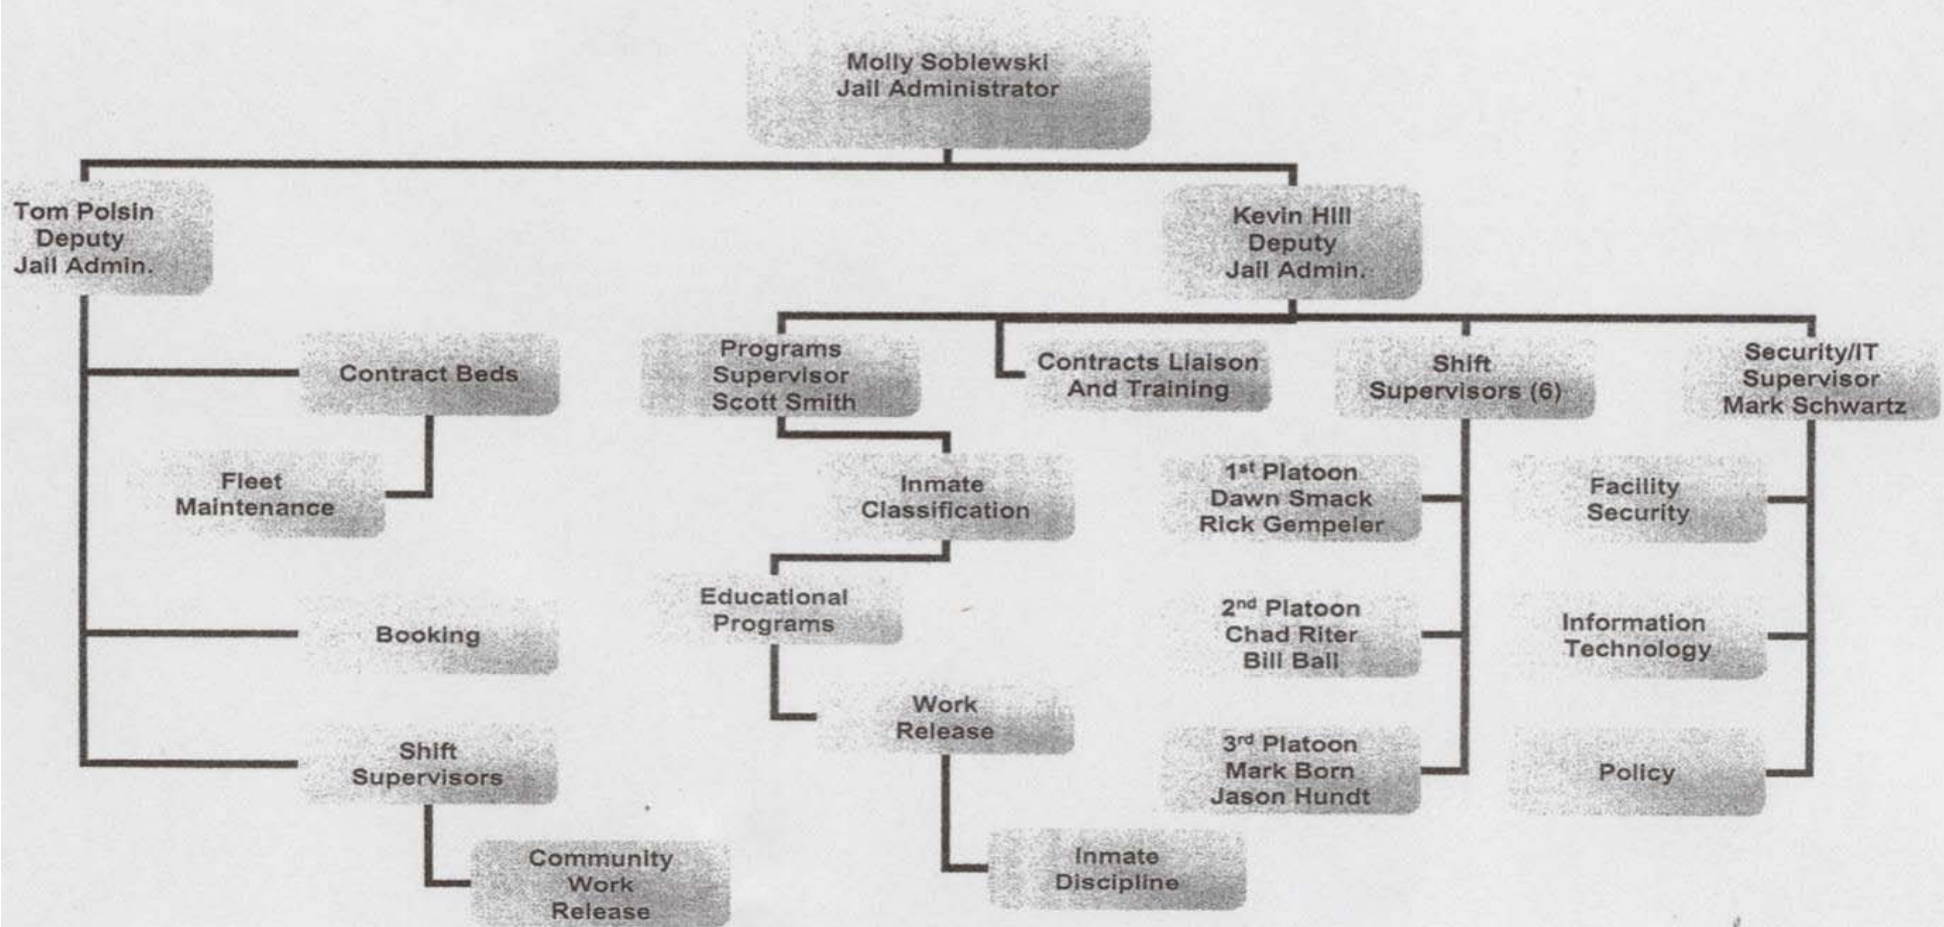 Molly Soblewski
Jail Administrator
Tom Polsin
Deputy
Jail Admin.
Kevin Hill
Deputy
Jail Admin.
Contract Beds
Programs
Supervisor
Scott Smith
Contracts Liaison
And Training
Shift
Supervisors (6)
Security/IT
Supervisor
Mark Schwartz
Fleet
Maintenance
Inmate
Classification
1st Platoon
Dawn Smack
Rick Gempeler
Facility
Security
Booking
Educational
Programs
2nd Platoon
Chad Riter
Bill Ball
Information
Technology
Shift
Supervisors
Work
Release
3rd Platoon
Mark Born
Jason Hundt
Policy
Community
Work
Release
Inmate
Discipline